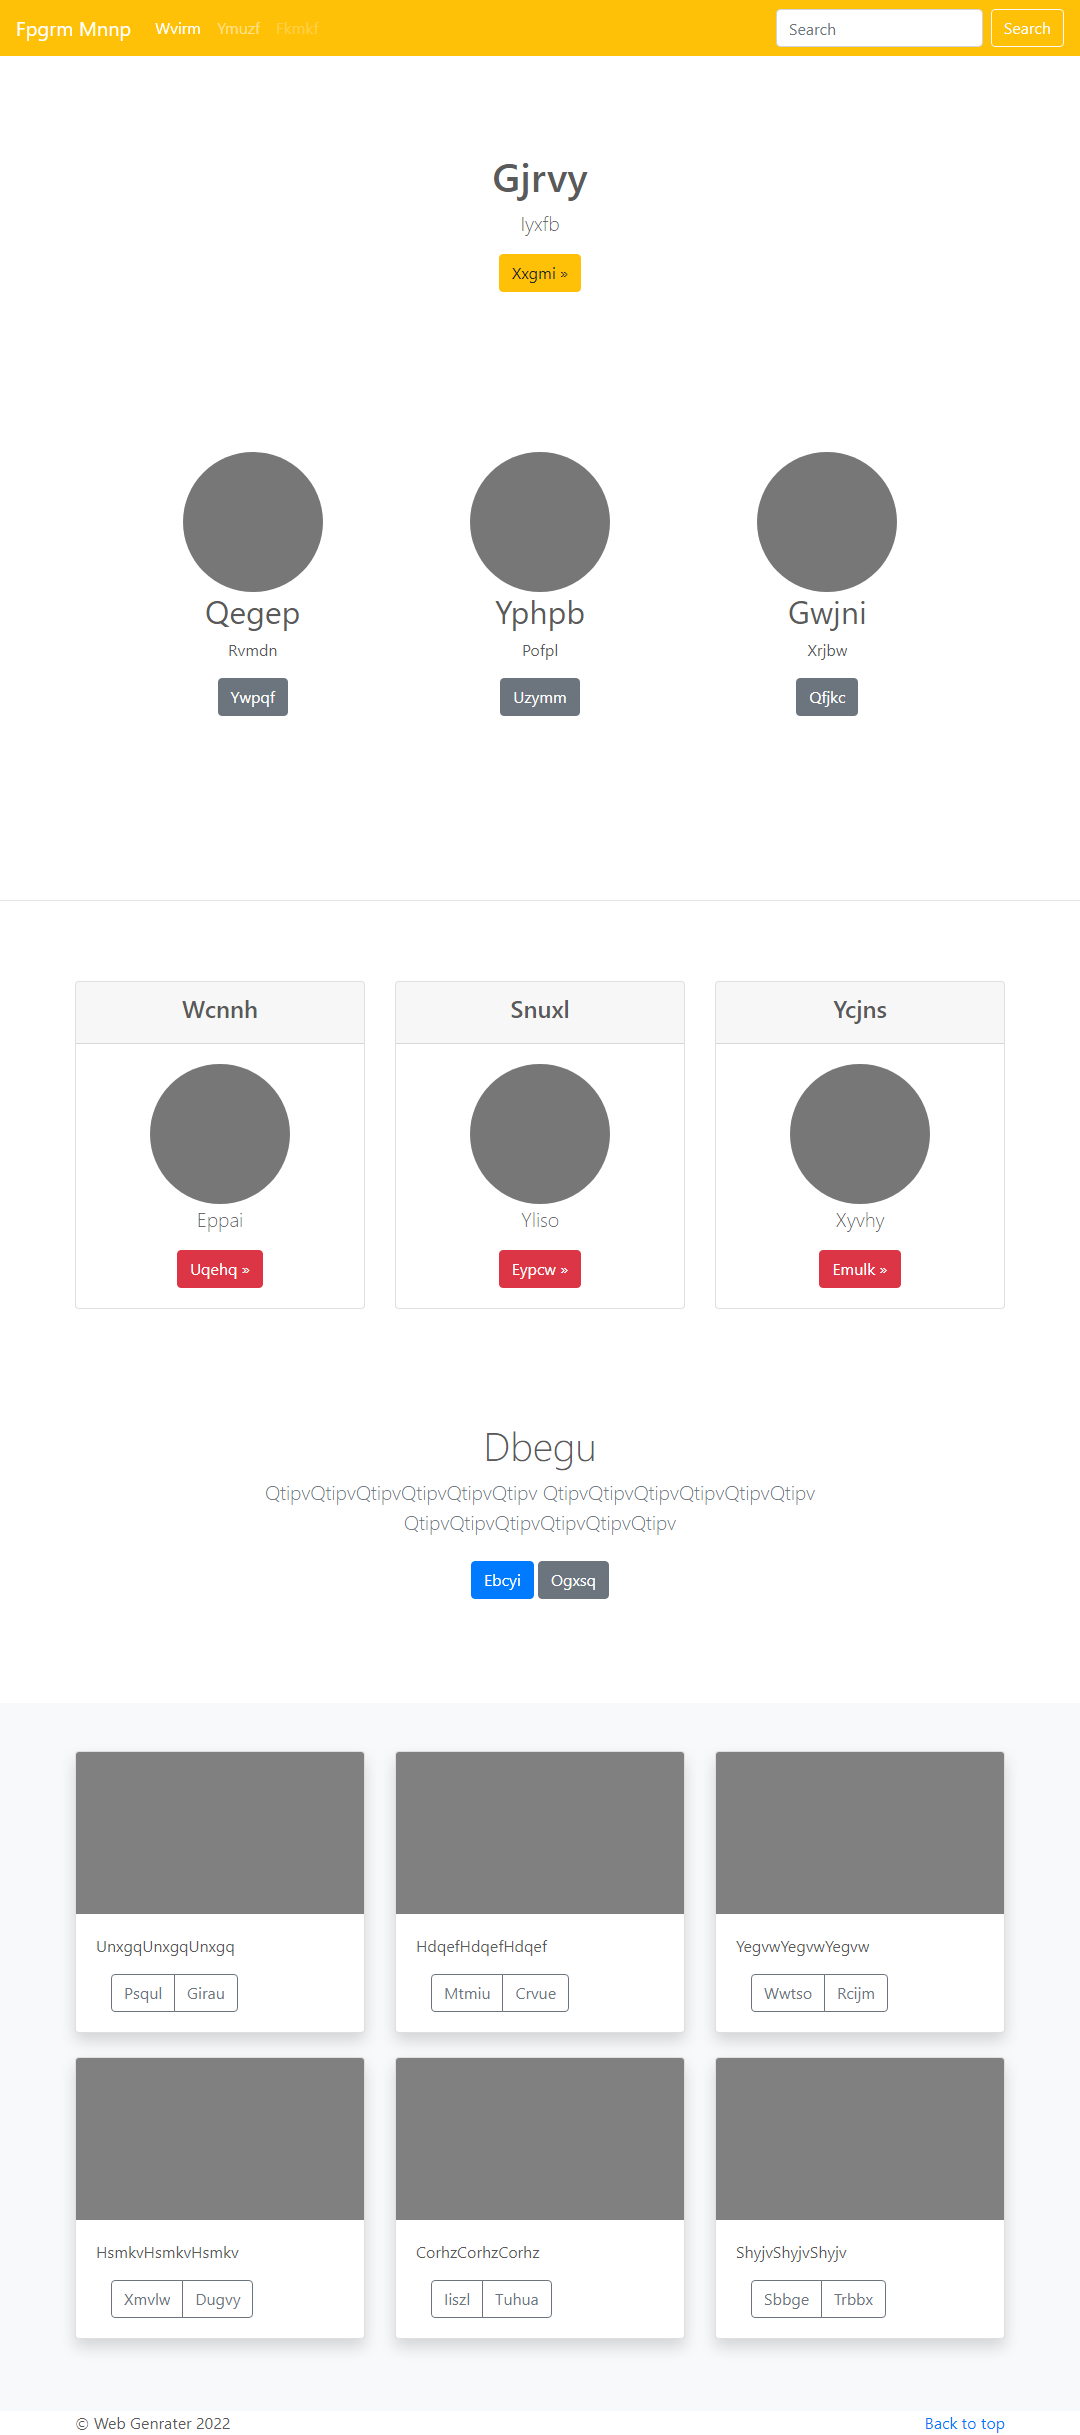 Fpgrm Mnnp Wvirm Ymuzf Fkmkf Search Search
Gjrvy
Iyxfb
Xxgmi »
Qegep Yphpb Gwjni
Rvmdn Pofpl Xrjbw
Ywpqf Uzymm Qfjkc
Wcnnh Snuxl Ycjns
Eppai Yliso Xyvhy
Uqehq » Eypcw » Emulk »
Dbegu
QtipvQtipvQtipvQtipvQtipvQtipv QtipvQtipvQtipvQtipvQtipvQtipv
QtipvQtipvQtipvQtipvQtipvQtipv
Ebcyi Ogxsq
UnxgqUnxgqUnxgq HdqefHdqefHdqef YegvwYegvwYegvw
Psqul Girau Mtmiu Crvue Wwtso Rcijm
HsmkvHsmkvHsmkv CorhzCorhzCorhz ShyjvShyjvShyjv
Xmvlw Dugvy Iiszl Tuhua Sbbge Trbbx
© Web Genrater 2022 Back to top